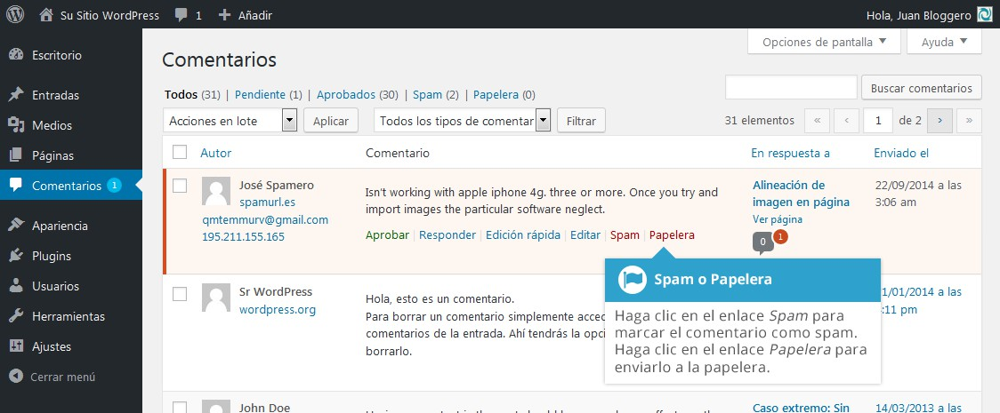 Su Sitio WordPress 1 Añadir Hola, Juan Bloggero
Opciones de pantalla Ayuda
Escritorio
Entradas
Medios
Páginas
Comentarios 1
Apariencia
Plugins
Usuarios
Herramientas
Ajustes
Cerrar menú
Comentarios
Todos (31) | Pendiente (1) | Aprobados (30) | Spam (2) | Papelera (0)
Buscar comentarios
Acciones en lote Aplicar Todos los tipos de comentar Filtrar 31 elementos « ‹ 1 de 2 › »
Autor Comentario En respuesta a Enviado el
José Spamero
spamurl.es
qmtemmurv@gmail.com
195.211.155.165
Isn't working with apple iphone 4g. three or more. Once you try and
import images the particular software neglect.
Aprobar | Responder | Edición rápida | Editar | Spam | Papelera
Alineación de
imagen en página
Ver página
0 1
22/09/2014 a las
3:06 am
Sr WordPress
wordpress.org
Hola, esto es un comentario.
Para borrar un comentario simplemente acced
comentarios de la entrada. Ahí tendrás la opci
borrarlo.
/01/2014 a las
:11 pm
Spam o Papelera
Haga clic en el enlace Spam para
marcar el comentario como spam.
Haga clic en el enlace Papelera para
enviarlo a la papelera.
John Doe
Caso extremo: Sin
14/03/2013 a las